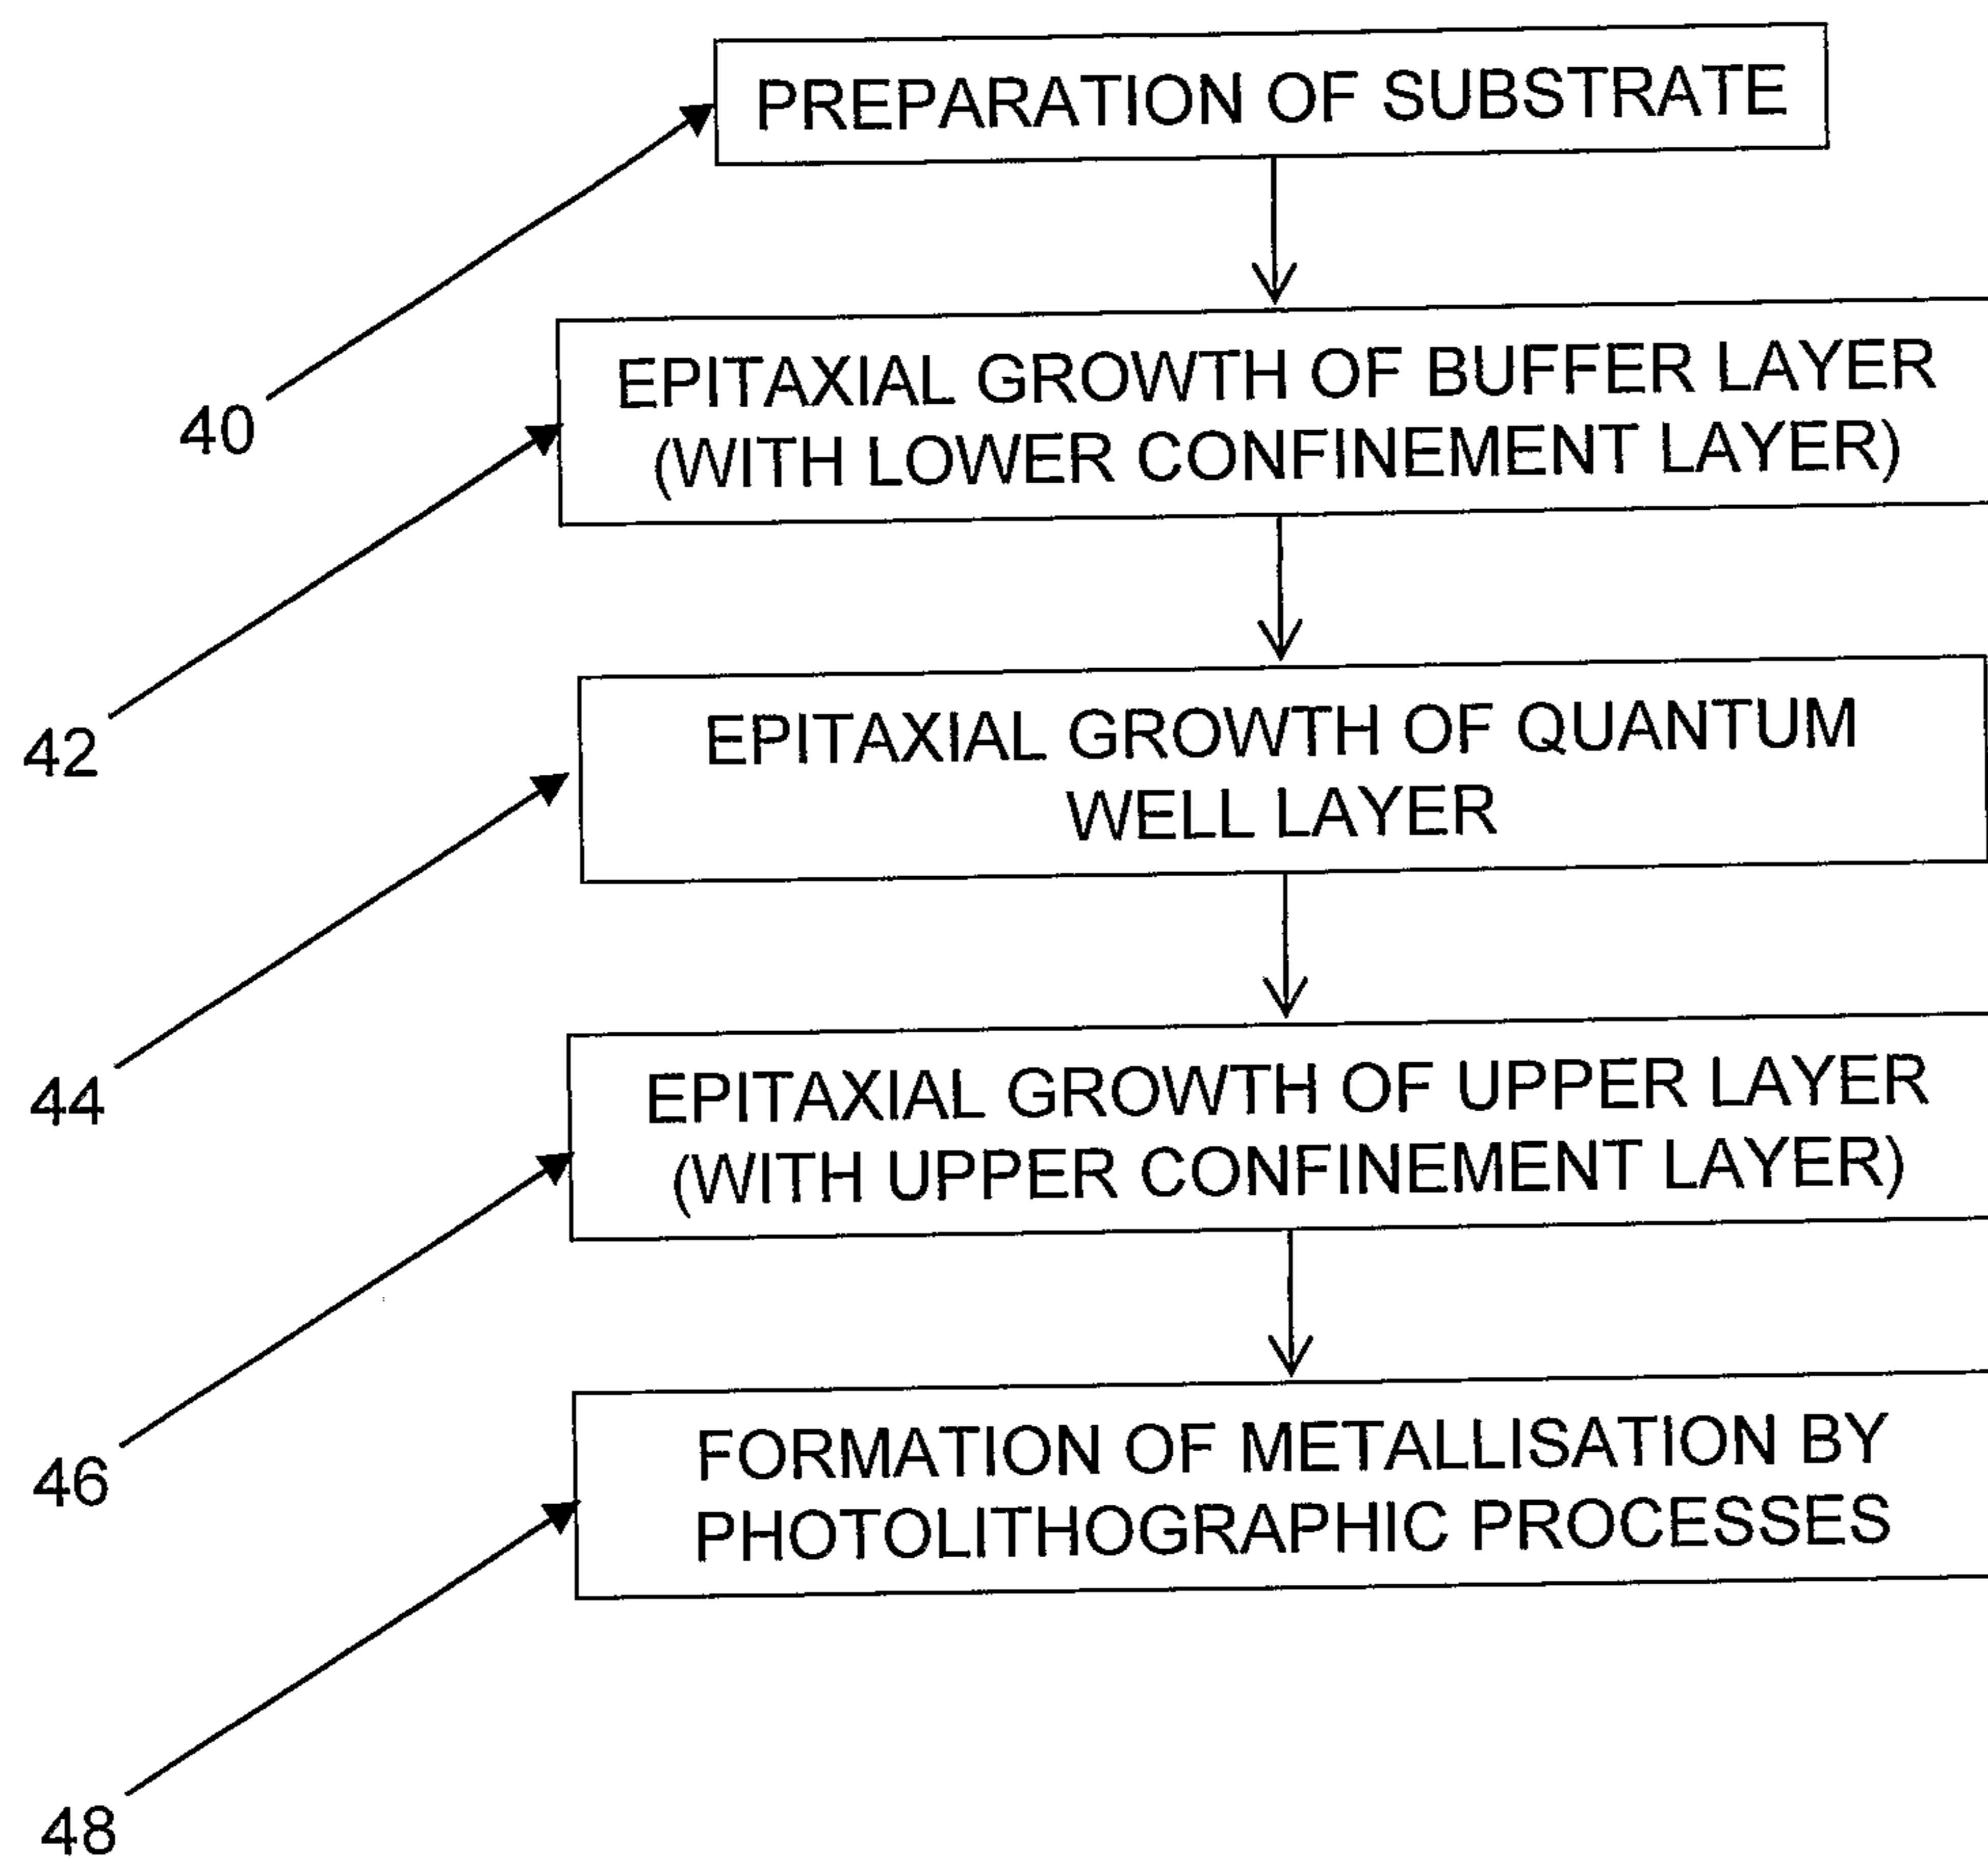 PREPARATION OF SUBSTRATE
40
EPITAXIAL GROWTH OF BUFFER LAYER
(WITH LOWER CONFINEMENT LAYER)
42
EPITAXIAL GROWTH OF QUANTUM
WELL LAYER
44
EPITAXIAL GROWTH OF UPPER LAYER
(WITH UPPER CONFINEMENT LAYER)
46
FORMATION OF METALLISATION BY
PHOTOLITHOGRAPHIC PROCESSES
48